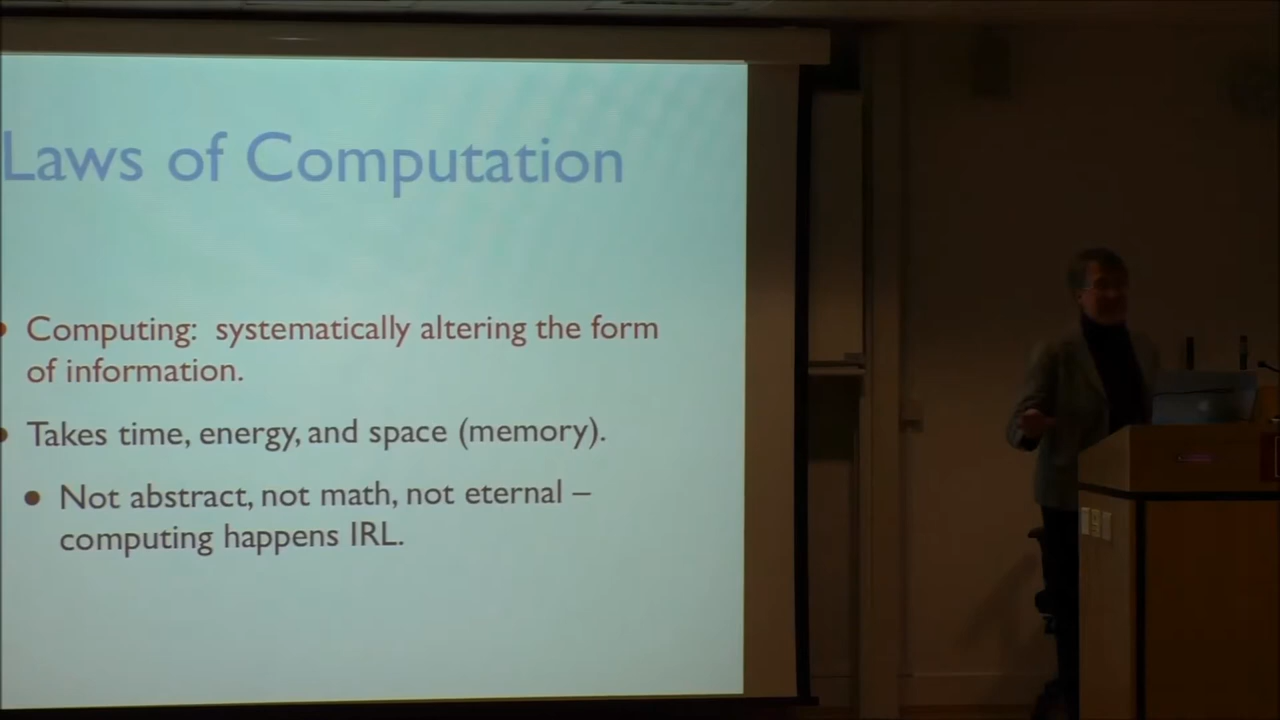 Laws of Computation
Computing: systematically altering the form
of information.
Takes time, energy, and space (memory).
Not abstract, not math, not eternal –
computing happens IRL.